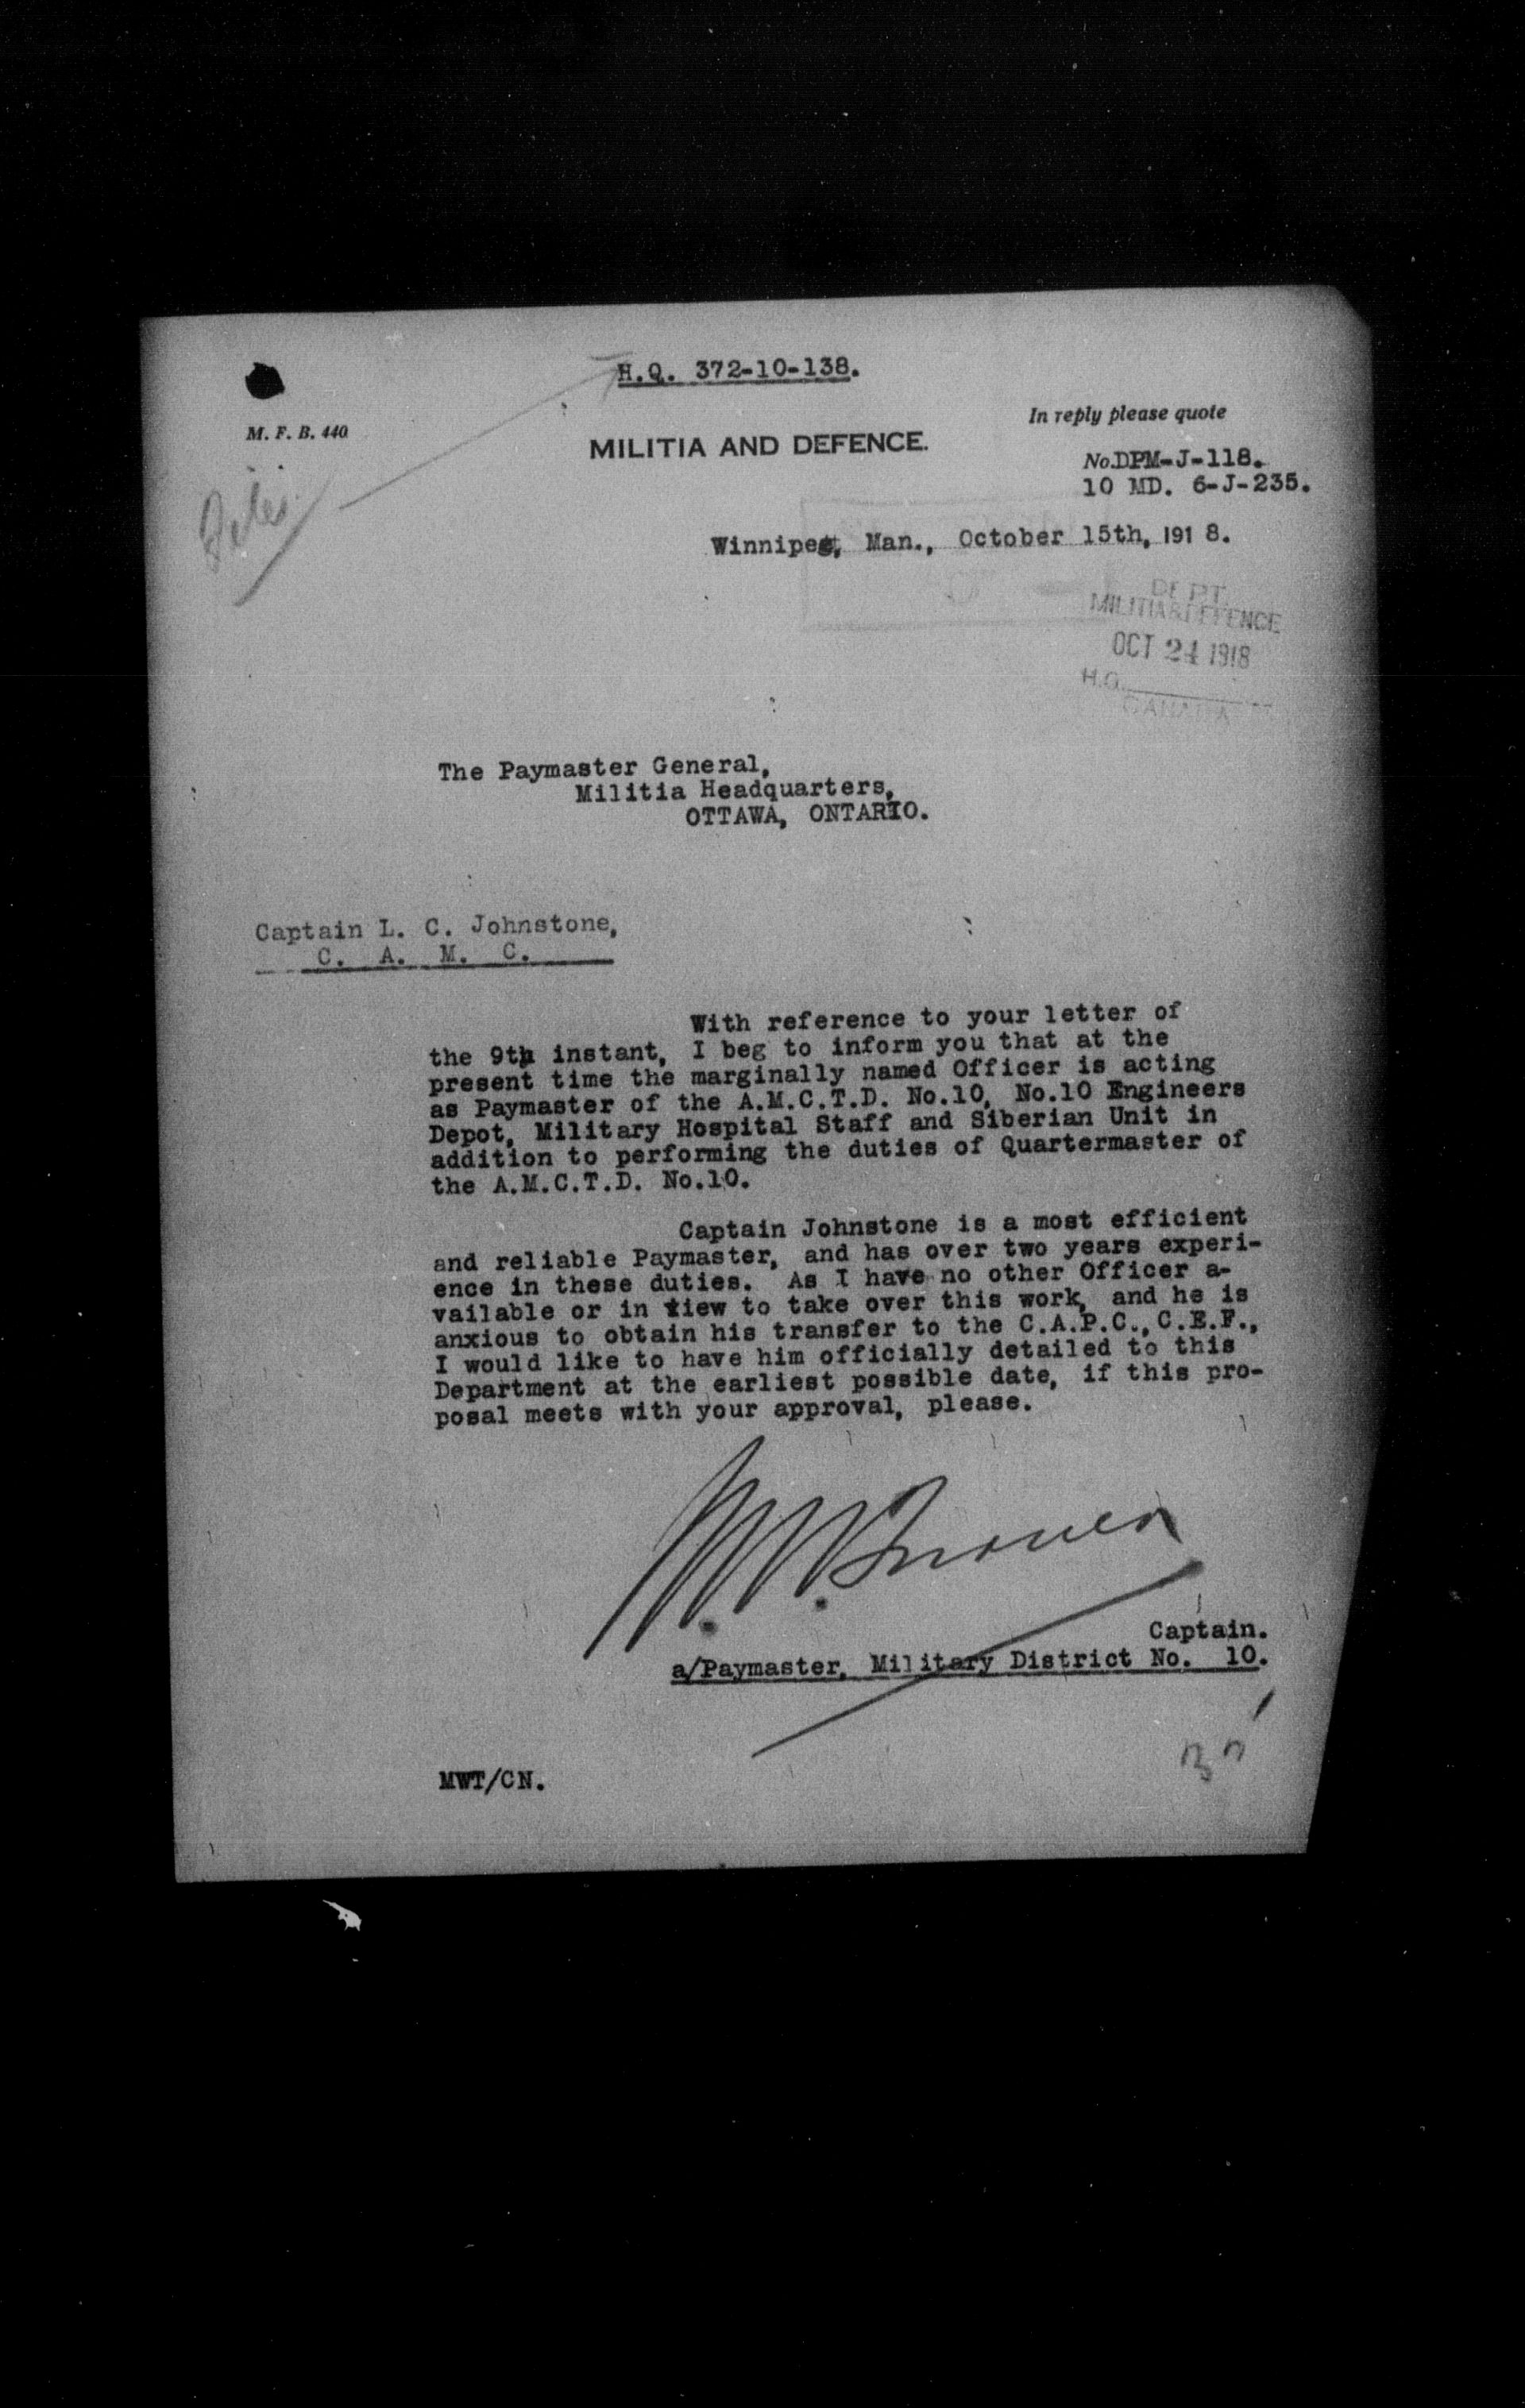 H.Q. 372-10-138.
M. F. B. 440
In reply please quote
MILITIA AND DEFENCE.
No.DPM-J-118.
10 MD. 6-J-235.
Winnipeg, Man., October 15th, 1918.
DEPT.
MILITIA & DEFENCE
OCT 24 1918
H.Q.
CANADA
The Paymaster General,
Militia Headquarters,
OTTAWA, ONTARIO.
Captain L. C. Johnstone,
C. A. M. C.
With reference to your letter of
the 9th instant, I beg to inform you that at the
present time the marginally named Officer is acting
as Paymaster of the A.M.C.T.D. No.10, No.10 Engineers
Depot, Military Hospital Staff and Siberian Unit in
addition to performing the duties of Quartermaster of
the A.M.C.T.D. No.10.
Captain Johnstone is a most efficient
and reliable Paymaster, and has over two years experi-
ence in these duties. As I have no other Officer a-
vailable or in view to take over this work, and he is
anxious to obtain his transfer to the C.A.P.C., C.E.F.,
I would like to have him officially detailed to this
Department at the earliest possible date, if this pro-
posal meets with your approval, please.
Captain.
a/Paymaster, Military District No. 10.
MWT/CN.